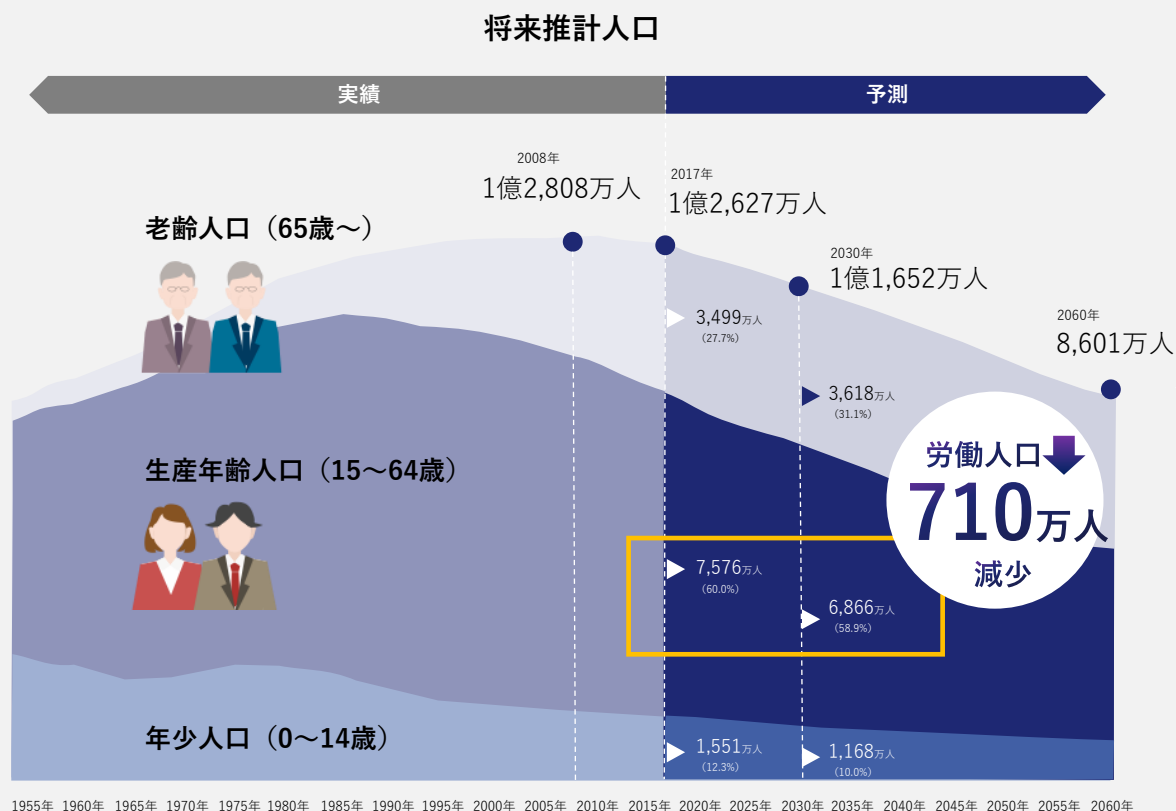 将来推計人口
実績
予測
2008年
1億2,808万人
2017年
1億2,627万人
2030年
1億1,652万人
2060年
8,601万人
老齢人口（65歳〜）
3,499万人
（27.7%）
3,618万人
（31.1%）
労働人口
710万人
減少
生産年齢人口（15〜64歳）
7,576万人
（60.0%）
6,866万人
（58.9%）
年少人口（0〜14歳）
1,551万人
（12.3%）
1,168万人
（10.0%）
1955年 1960年 1965年 1970年 1975年 1980年 1985年 1990年 1995年 2000年 2005年 2010年 2015年 2020年 2025年 2030年 2035年 2040年 2045年 2050年 2055年 2060年